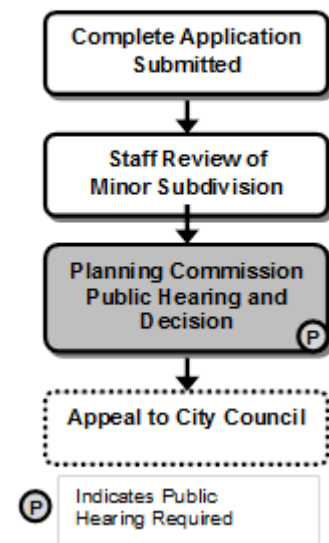 Complete Application
Submitted
Staff Review of
Minor Subdivision
Planning Commission
Public Hearing and
Decision
P
Appeal to City Council
P
Indicates Public
Hearing Required